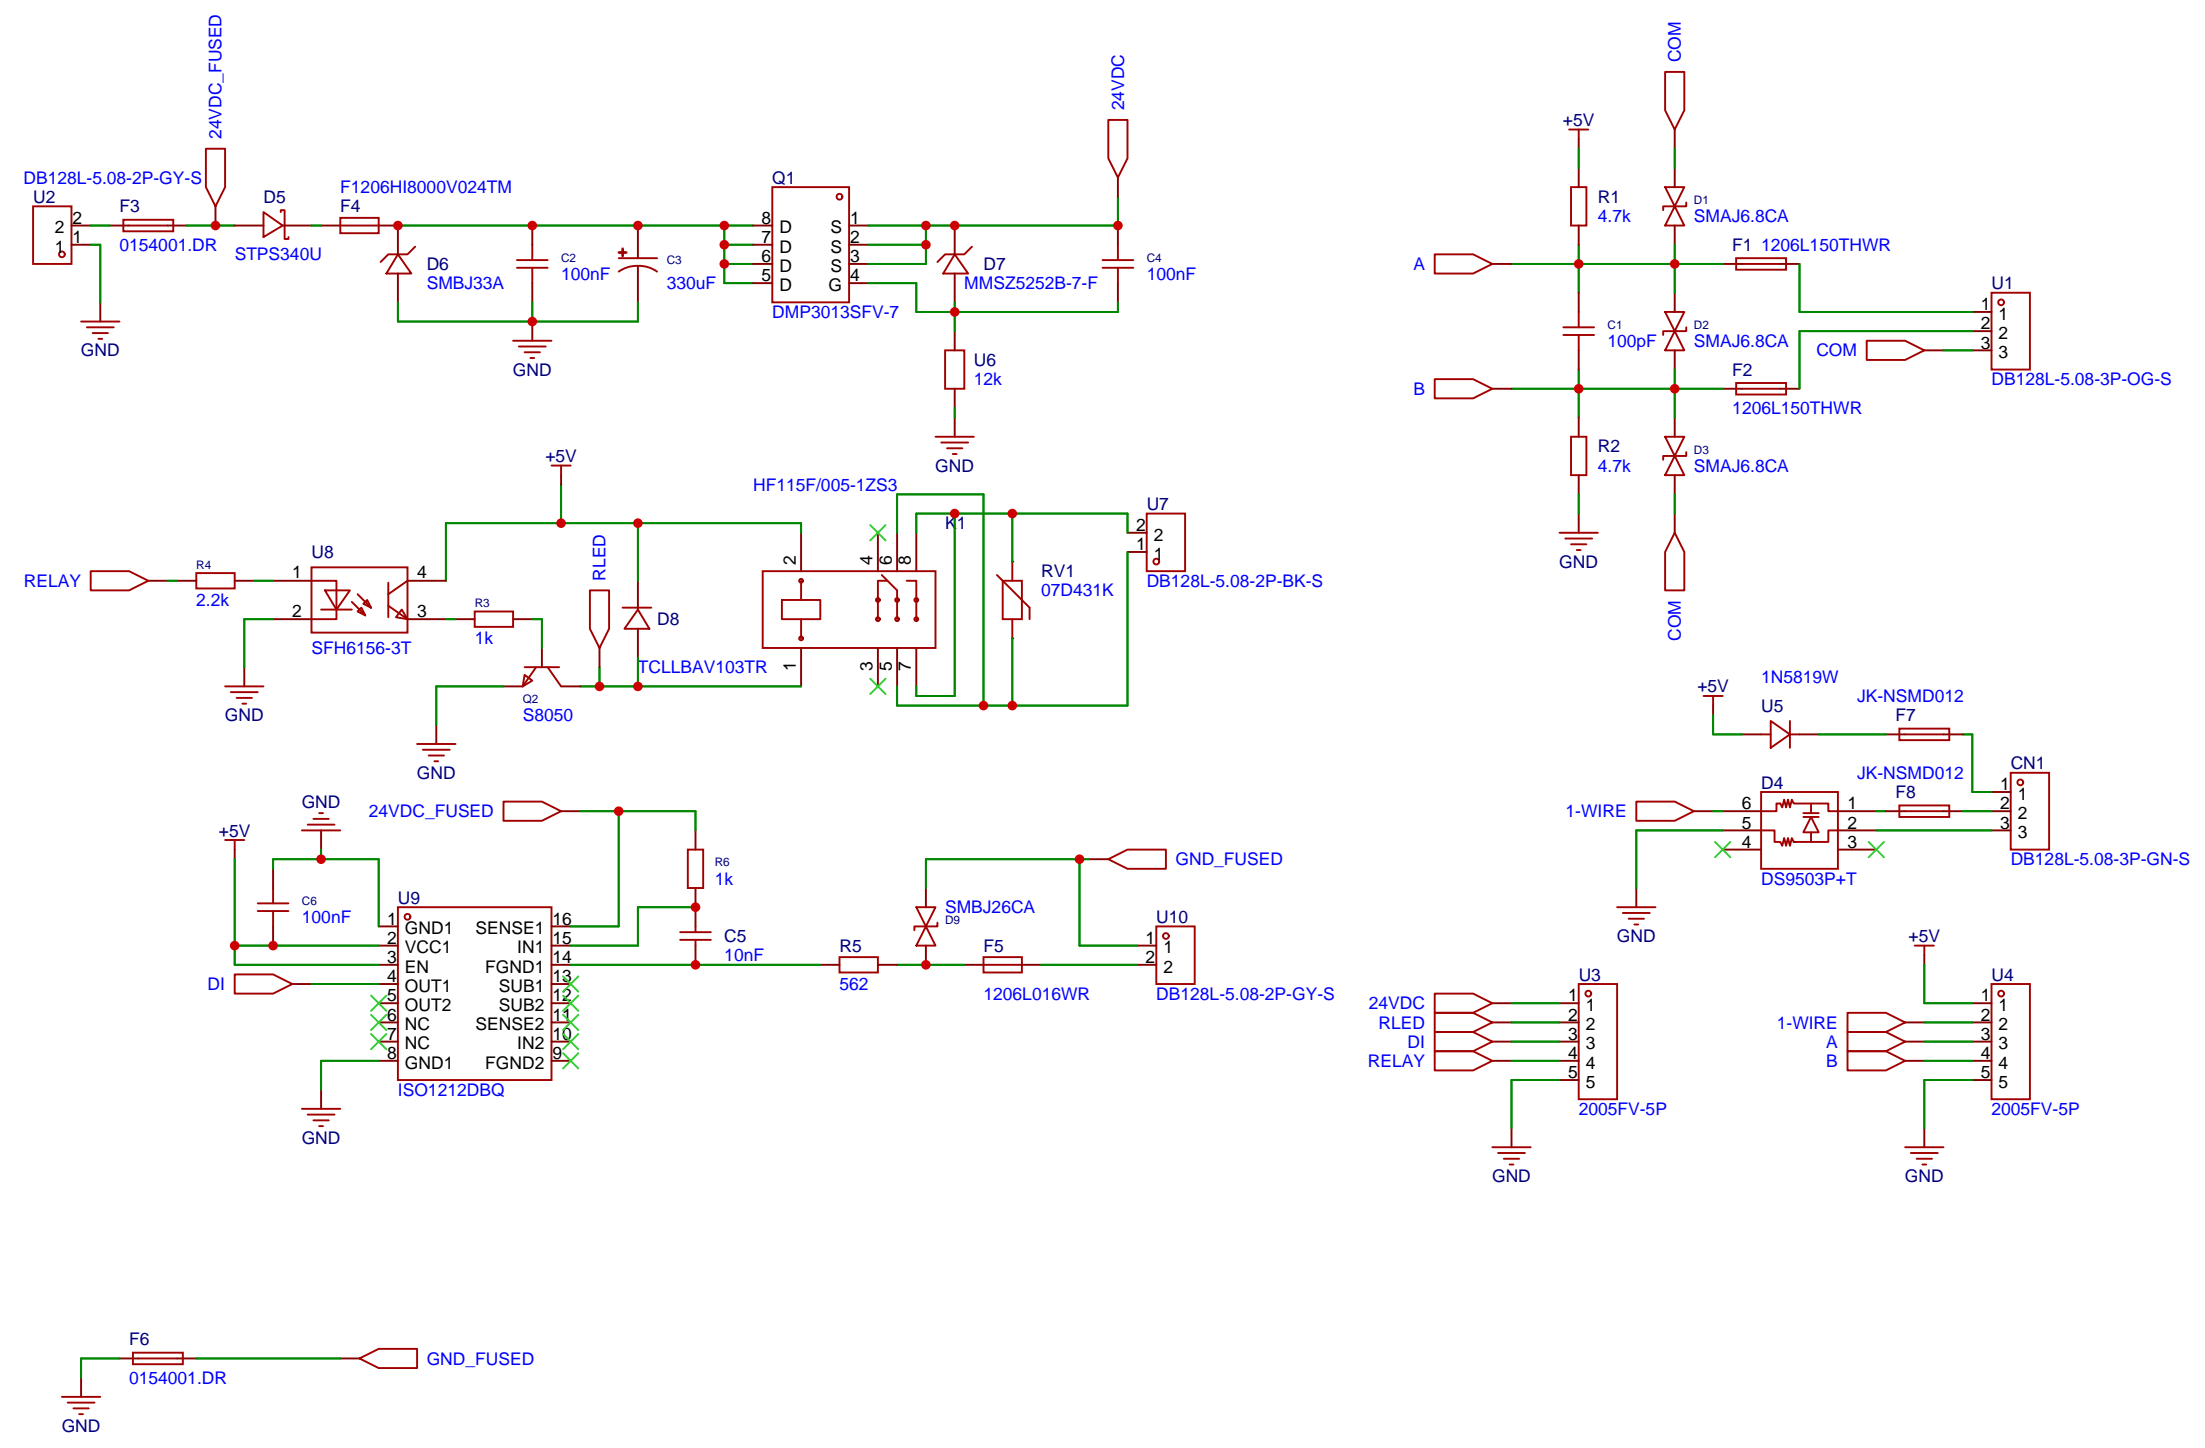 24VDC_FUSED
DB128L-5.08-2P-GY-S
U2
2
1
2
1
F3
0154001.DR
GND
D5
STPS340U
F1206HI8000V024TM
F4
D6
SMBJ33A
C2
100nF
C3
330uF
GND
Q1
8 D S 1
7 D S 2
6 D S 3
5 D G 4
DMP3013SFV-7
D7
MMSZ5252B-7-F
24VDC
C4
100nF
U6
12k
GND
COM
+5V
R1
4.7k
D1
SMAJ6.8CA
F1 1206L150THWR
A
C1
100pF
D2
SMAJ6.8CA
U1
1 1
2 2
3 3
COM
DB128L-5.08-3P-OG-S
B
F2
1206L150THWR
R2
4.7k
D3
SMAJ6.8CA
GND
COM
+5V
RELAY
R4
2.2k
U8
1
2
4
3
SFH6156-3T
GND
R3
1k
Q2
S8050
GND
RLED
D8
TCLLBAV103TR
HF115F/005-1ZS3
K1
2
4
6
8
1
3
5
7
RV1
07D431K
U7
2
1
2
1
DB128L-5.08-2P-BK-S
1N5819W
+5V
U5
JK-NSMD012
F7
JK-NSMD012
F8
CN1
1 1
2 2
3 3
DB128L-5.08-3P-GN-S
1-WIRE
D4
6 1
5 2
4 3
DS9503P+T
GND
GND
+5V
C6
100nF
24VDC_FUSED
R6
1k
U9
1 GND1 SENSE1 16
2 VCC1 IN1 15
3 EN FGND1 14
4 OUT1 SUB1 13
5 OUT2 SUB2 12
6 NC SENSE2 11
7 NC IN2 10
8 GND1 FGND2 9
ISO1212DBQ
DI
GND
C5
10nF
R5
562
SMBJ26CA
D9
F5
1206L016WR
GND_FUSED
U10
1 1
2 2
DB128L-5.08-2P-GY-S
U3
24VDC 1 1
RLED 2 2
DI 3 3
RELAY 4 4
5 5
2005FV-5P
GND
+5V
U4
1 1
1-WIRE 2 2
A 3 3
B 4 4
5 5
2005FV-5P
GND
F6
0154001.DR
GND_FUSED
GND